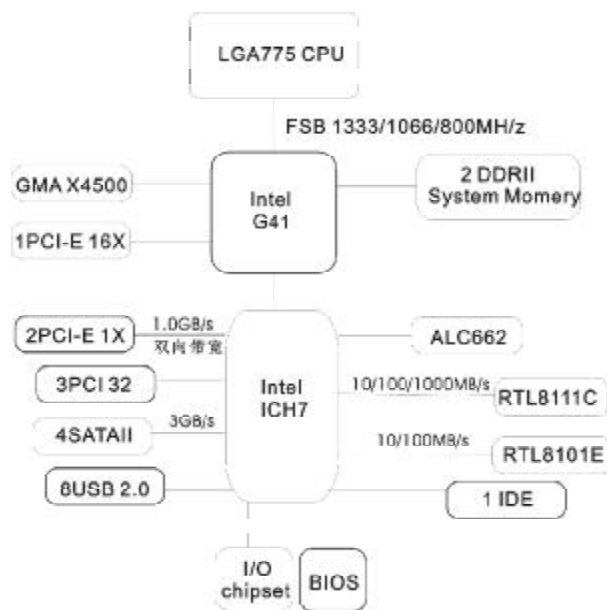 LGA775 CPU
FSB 1333/1066/800MH/z
GMA X4500
Intel
G41
2 DDRII
System Momery
1PCI-E 16X
2PCI-E 1X
1.0GB/s
双向带宽
ALC662
3PCI 32
Intel
ICH7
10/100/1000MB/s
RTL8111C
4SATAII
3GB/s
10/100MB/s
RTL8101E
8USB 2.0
1 IDE
I/O
chipset
BIOS